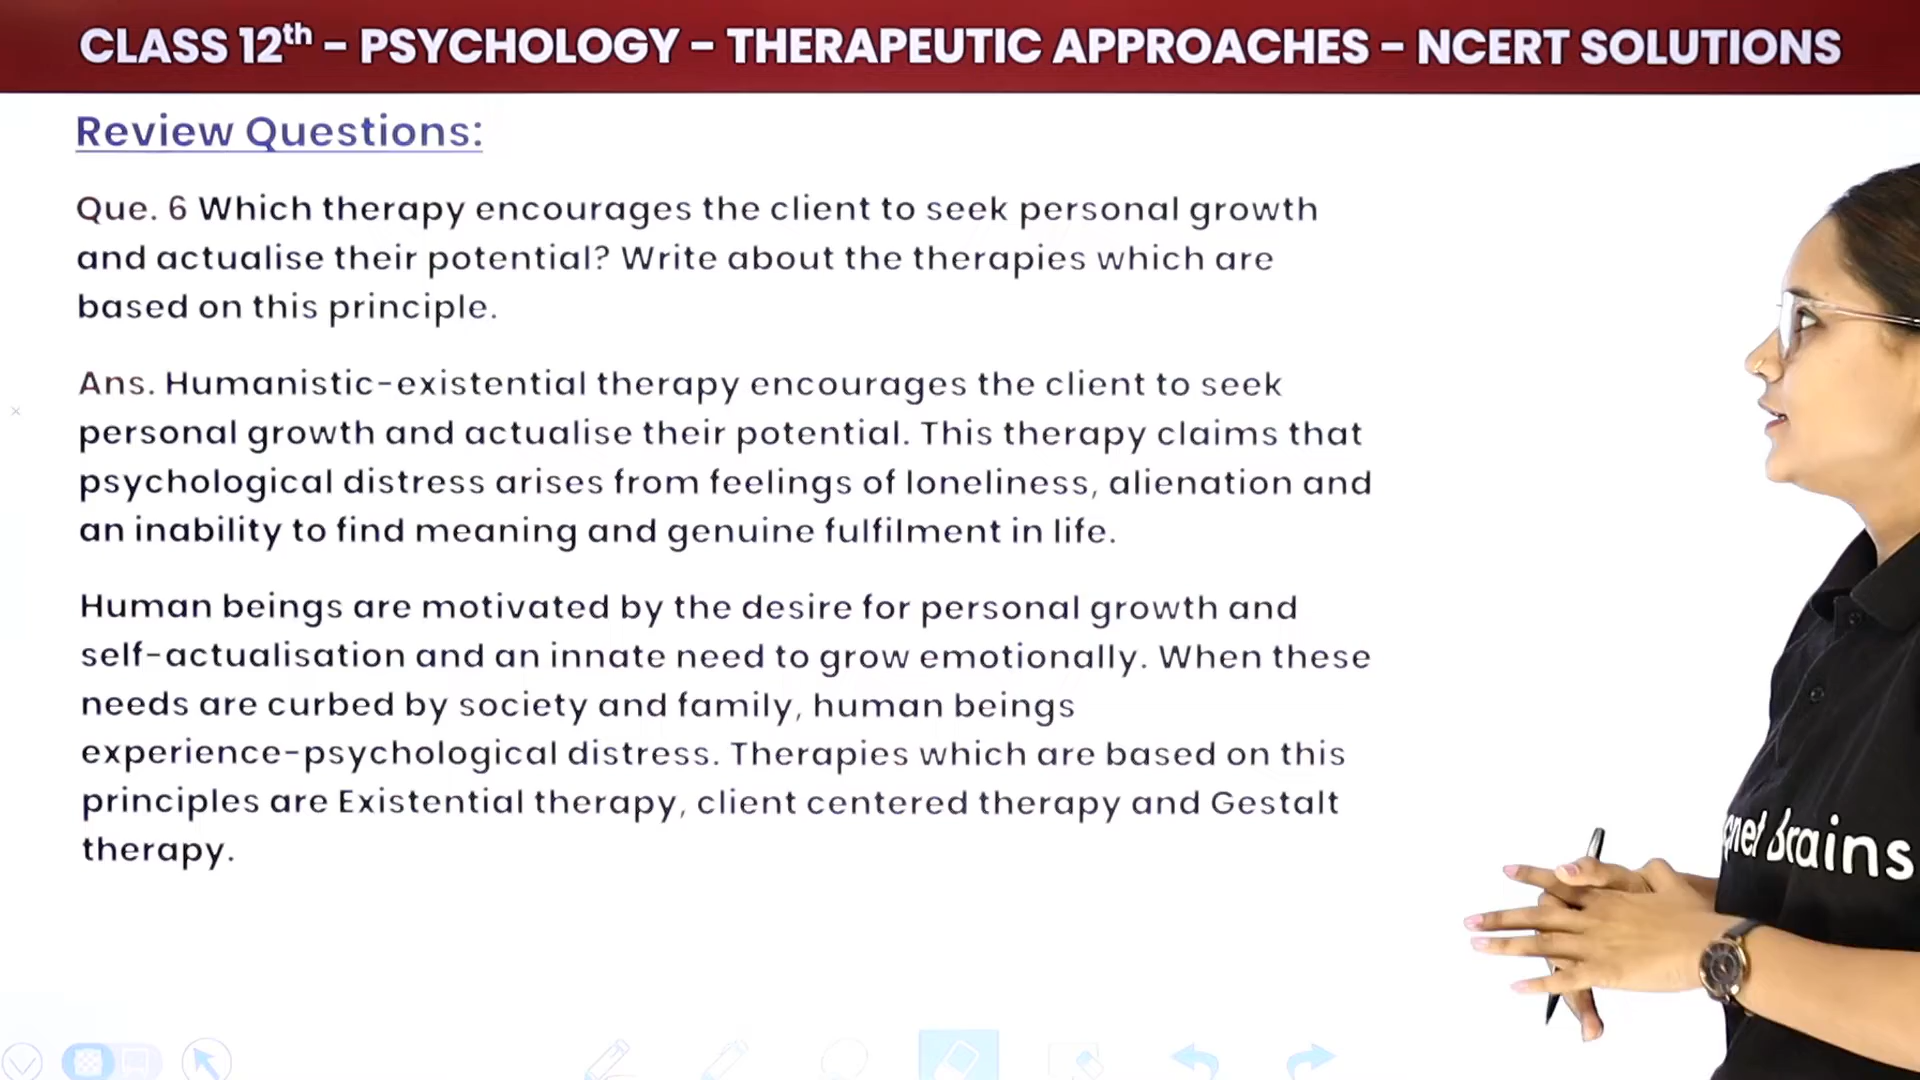 CLASS 12th – PSYCHOLOGY – THERAPEUTIC APPROACHES – NCERT SOLUTIONS
Review Questions:
Que. 6 Which therapy encourages the client to seek personal growth
and actualise their potential? Write about the therapies which are
based on this principle.
Ans. Humanistic-existential therapy encourages the client to seek
personal growth and actualise their potential. This therapy claims that
psychological distress arises from feelings of loneliness, alienation and
an inability to find meaning and genuine fulfilment in life.
Human beings are motivated by the desire for personal growth and
self-actualisation and an innate need to grow emotionally. When these
needs are curbed by society and family, human beings
experience-psychological distress. Therapies which are based on this
principles are Existential therapy, client centered therapy and Gestalt
therapy.
Brains